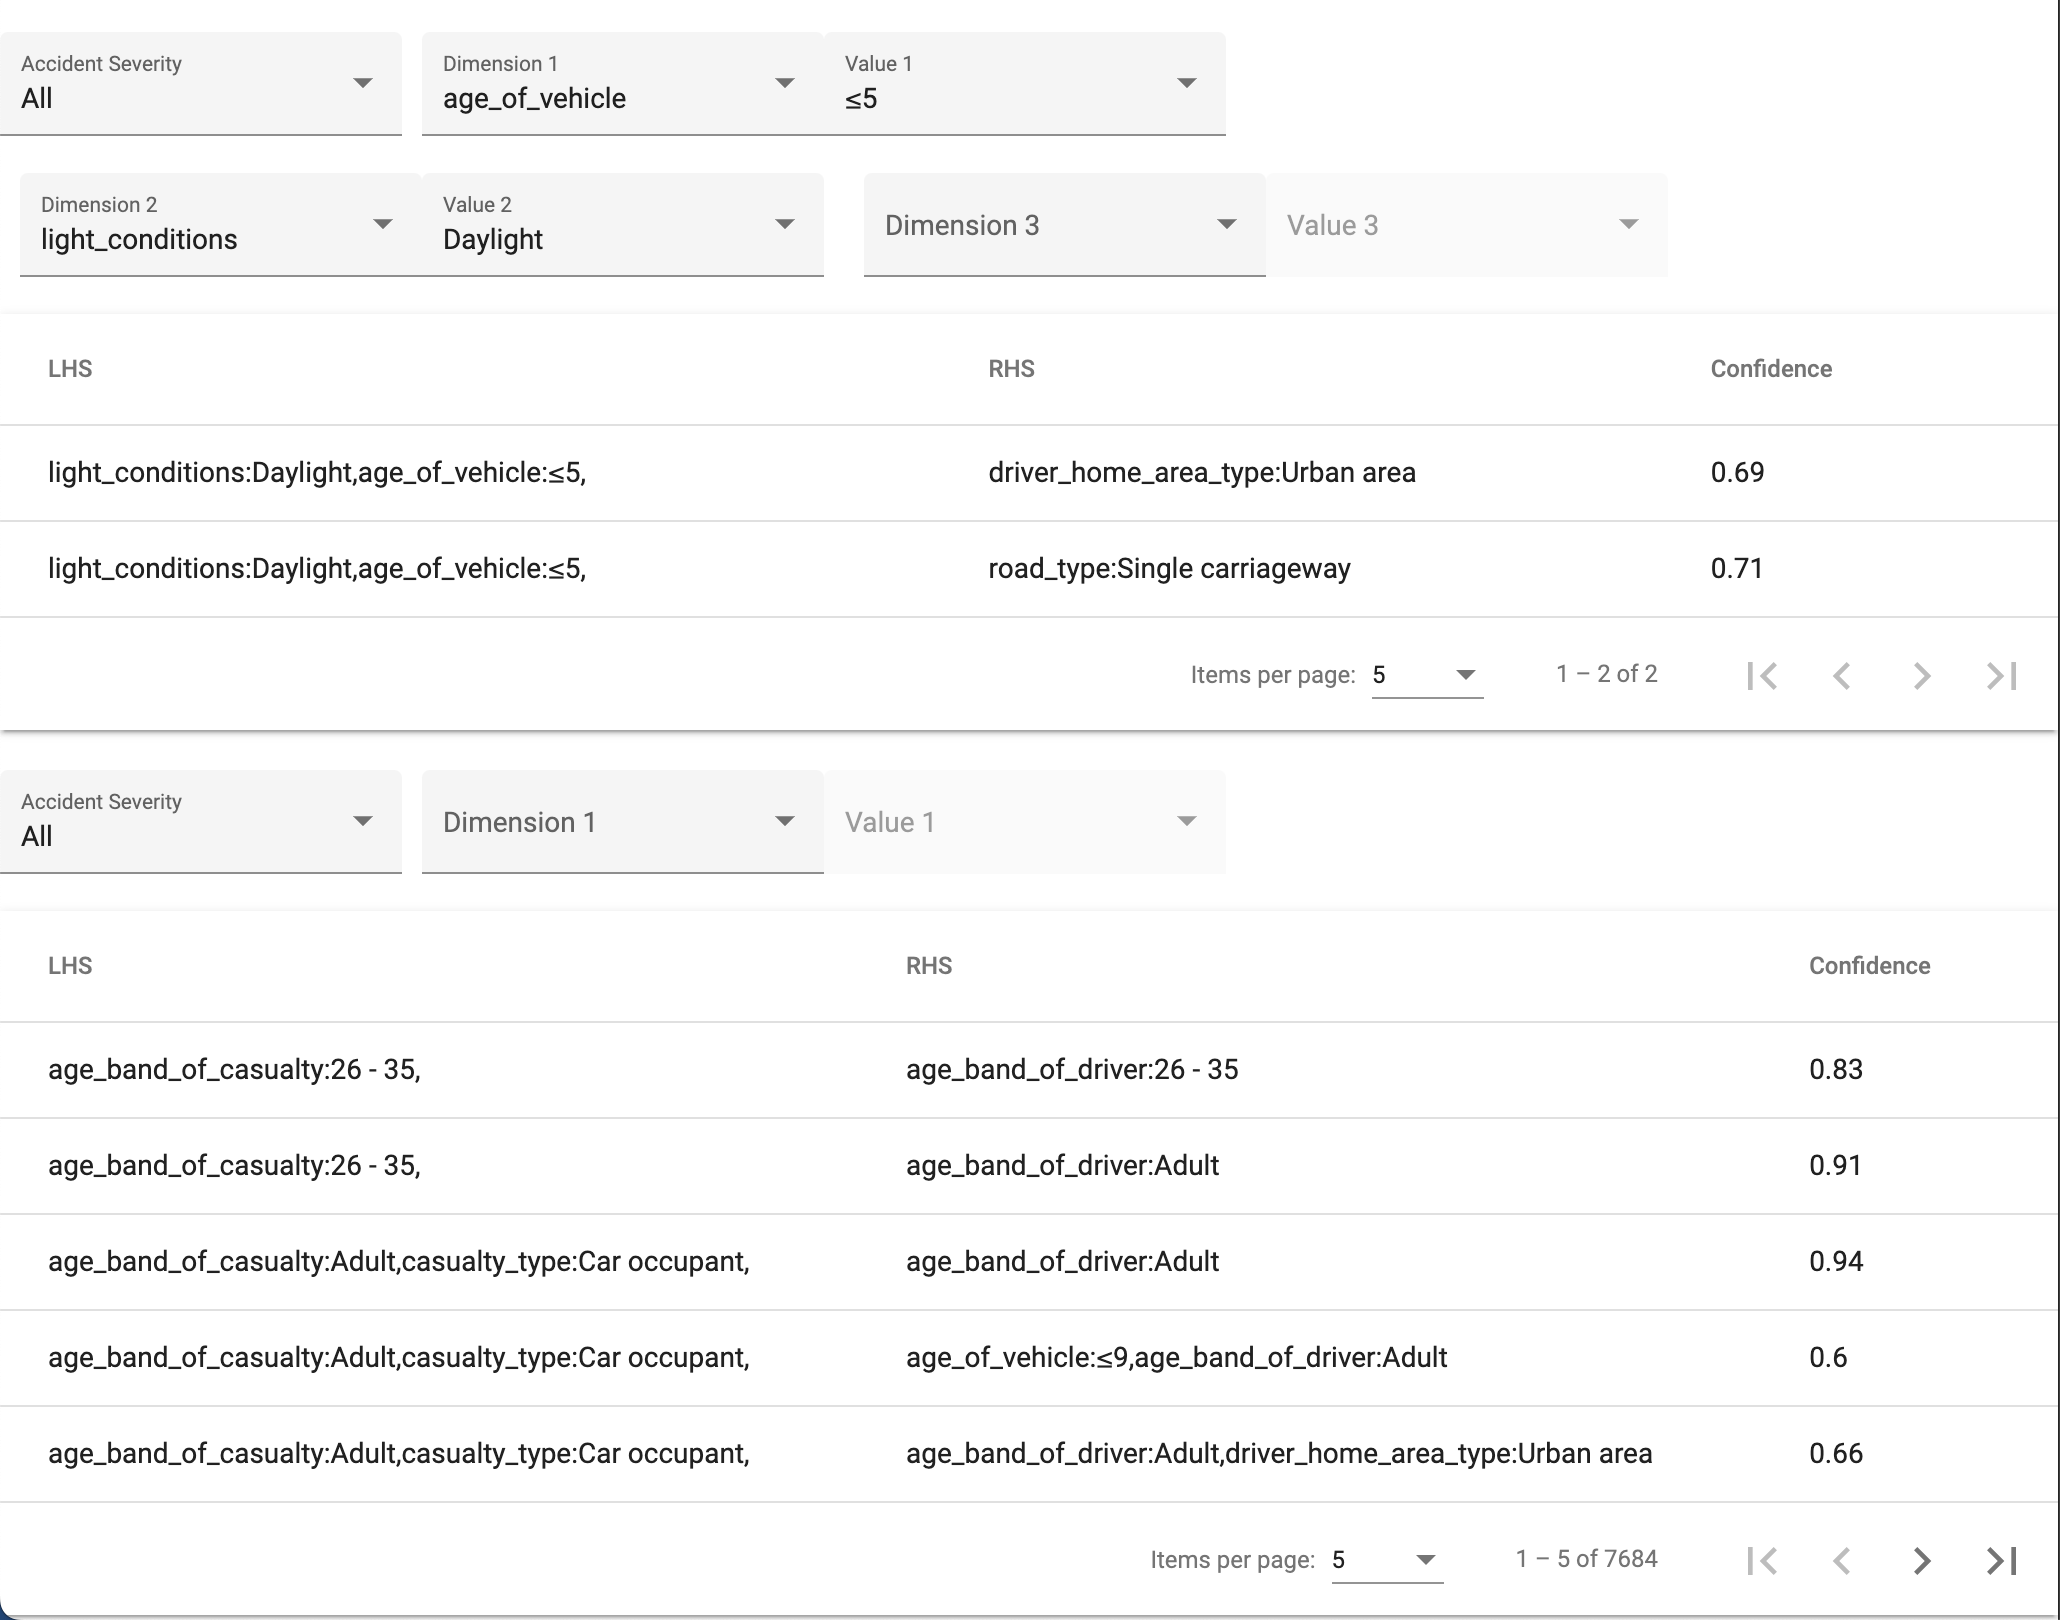 Accident Severity Dimension 1 Value 1
All age_of_vehicle ≤5
Dimension 2 Value 2
light_conditions Daylight Dimension 3 Value 3
LHS RHS Confidence
light_conditions:Daylight,age_of_vehicle:≤5, driver_home_area_type:Urban area 0.69
light_conditions:Daylight,age_of_vehicle:≤5, road_type:Single carriageway 0.71
Items per page: 5 1 – 2 of 2
Accident Severity
All Dimension 1 Value 1
LHS RHS Confidence
age_band_of_casualty:26 - 35, age_band_of_driver:26 - 35 0.83
age_band_of_casualty:26 - 35, age_band_of_driver:Adult 0.91
age_band_of_casualty:Adult,casualty_type:Car occupant, age_band_of_driver:Adult 0.94
age_band_of_casualty:Adult,casualty_type:Car occupant, age_of_vehicle:≤9,age_band_of_driver:Adult 0.6
age_band_of_casualty:Adult,casualty_type:Car occupant, age_band_of_driver:Adult,driver_home_area_type:Urban area 0.66
Items per page: 5 1 – 5 of 7684